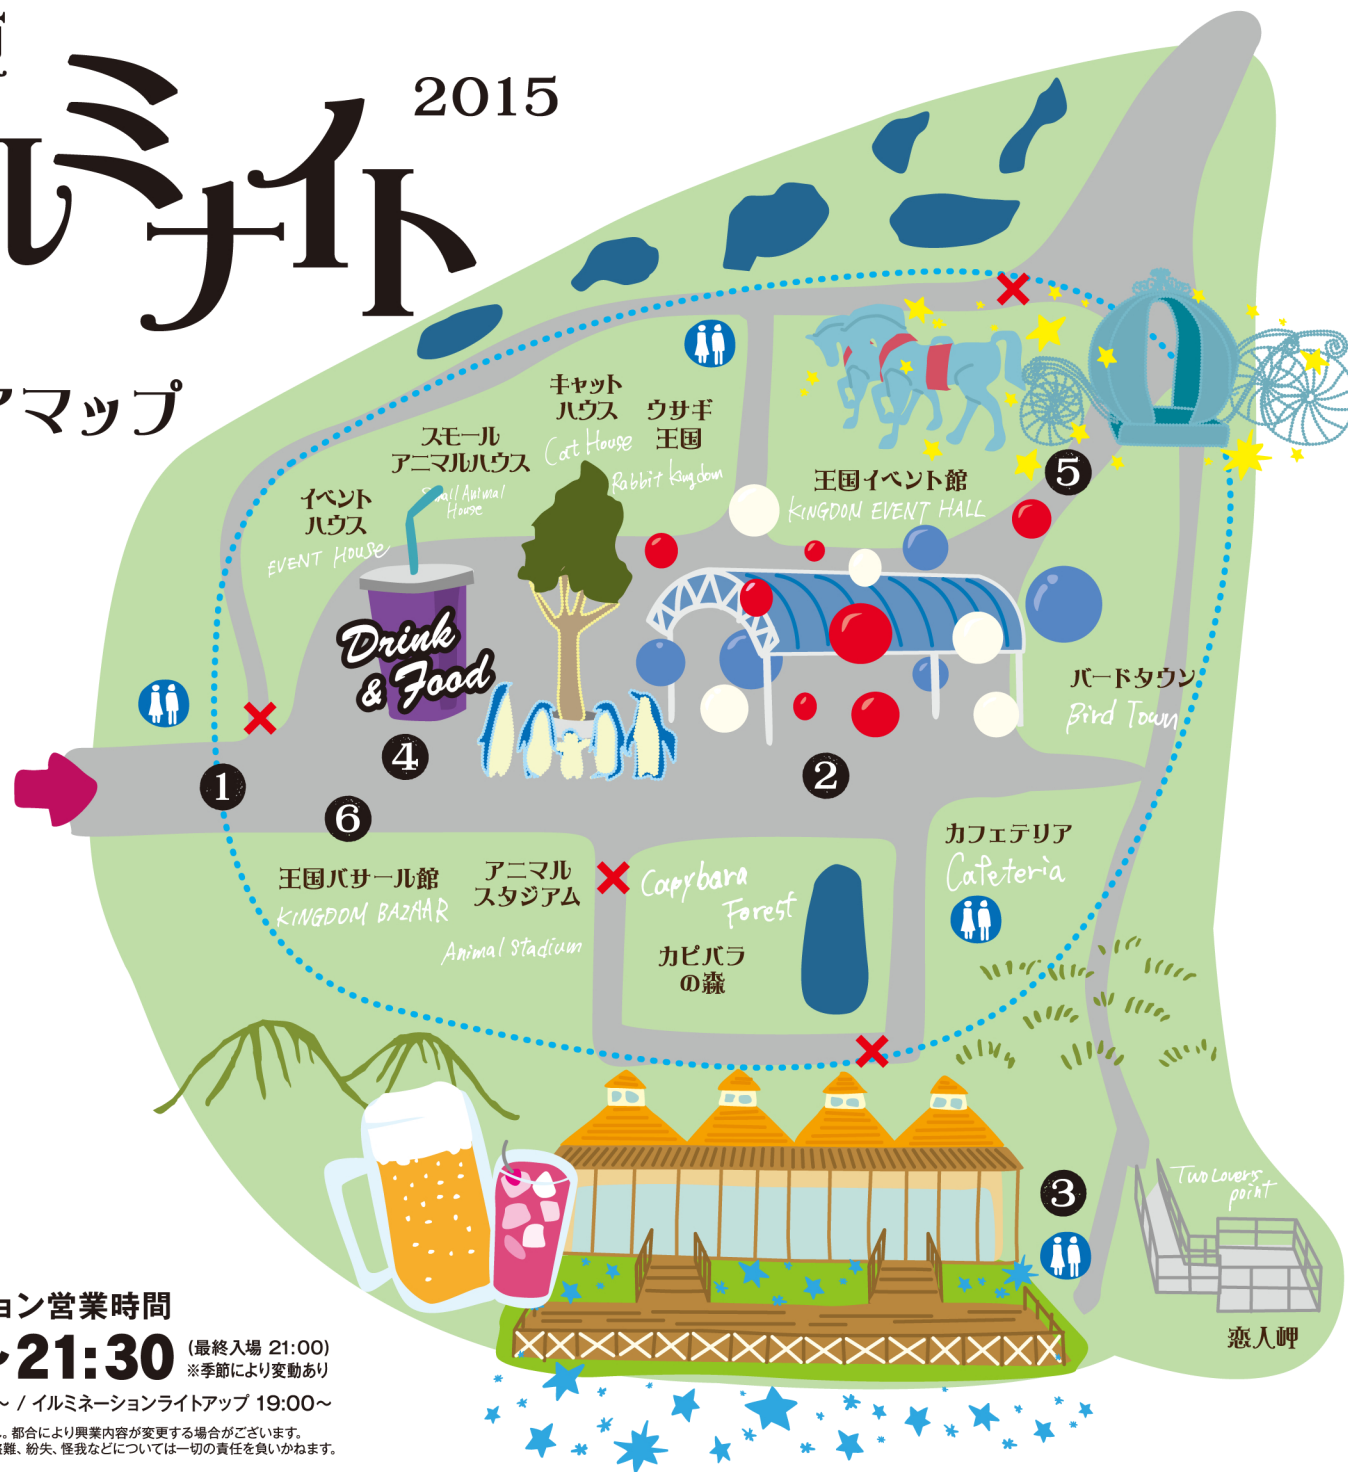 ルミナイト
2015
マップ
キャット
ハウス
Cat House
ウサギ
王国
Rabbit kingdom
スモール
アニマルハウス
Small Animal
House
イベント
ハウス
EVENT House
王国イベント館
KINGDOM EVENT HALL
5
Drink
& Food
バードタウン
Bird Town
4
2
1
6
カフェテリア
Cafeteria
王国バサール館
KINGDOM BAZAAR
アニマル
スタジアム
Animal Stadium
Capybara
Forest
カピバラ
の森
3
Two Lovers
point
恋人岬
ョン営業時間
21:30
(最終入場 21:00)
※季節により変動あり
～ / イルミネーションライトアップ 19:00～
。都合により興業内容が変更する場合がございます。
難、紛失、怪我などについては一切の責任を負いかねます。